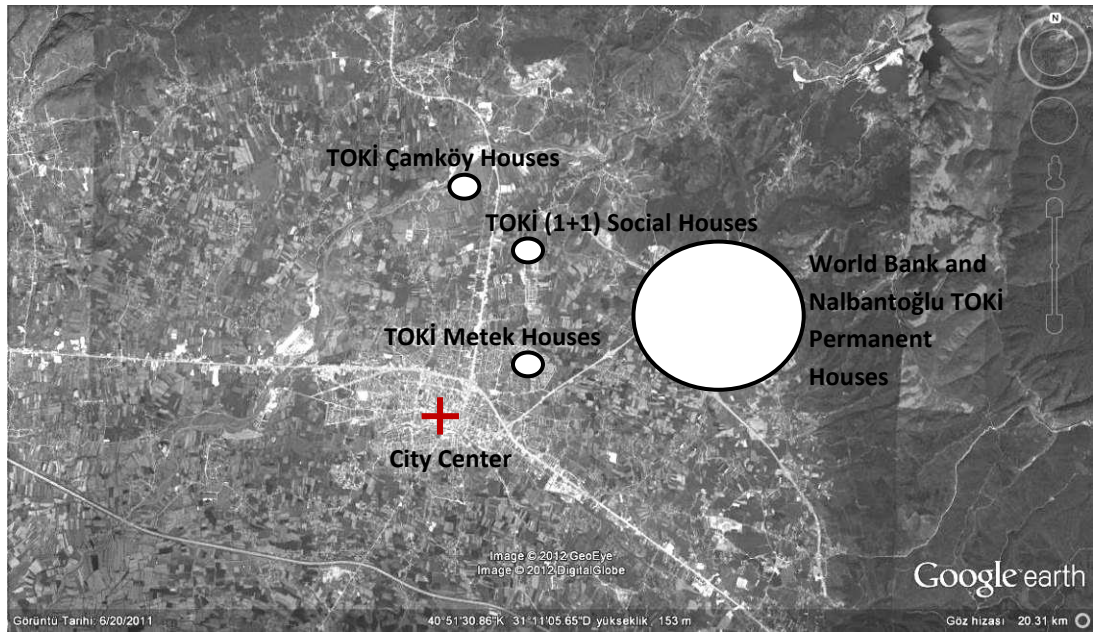 N
TOKİ Çamköy Houses
TOKİ (1+1) Social Houses
World Bank and
Nalbantoğlu TOKİ
Permanent
Houses
TOKİ Metek Houses
City Center
Image © 2012 GeoEye
Image © 2012 DigitalGlobe
Google earth
Görüntü Tarihi: 6/20/2011
40°51'30.86"K 31°11'05.65"D yükseklik 153 m
Göz hizası 20.31 km